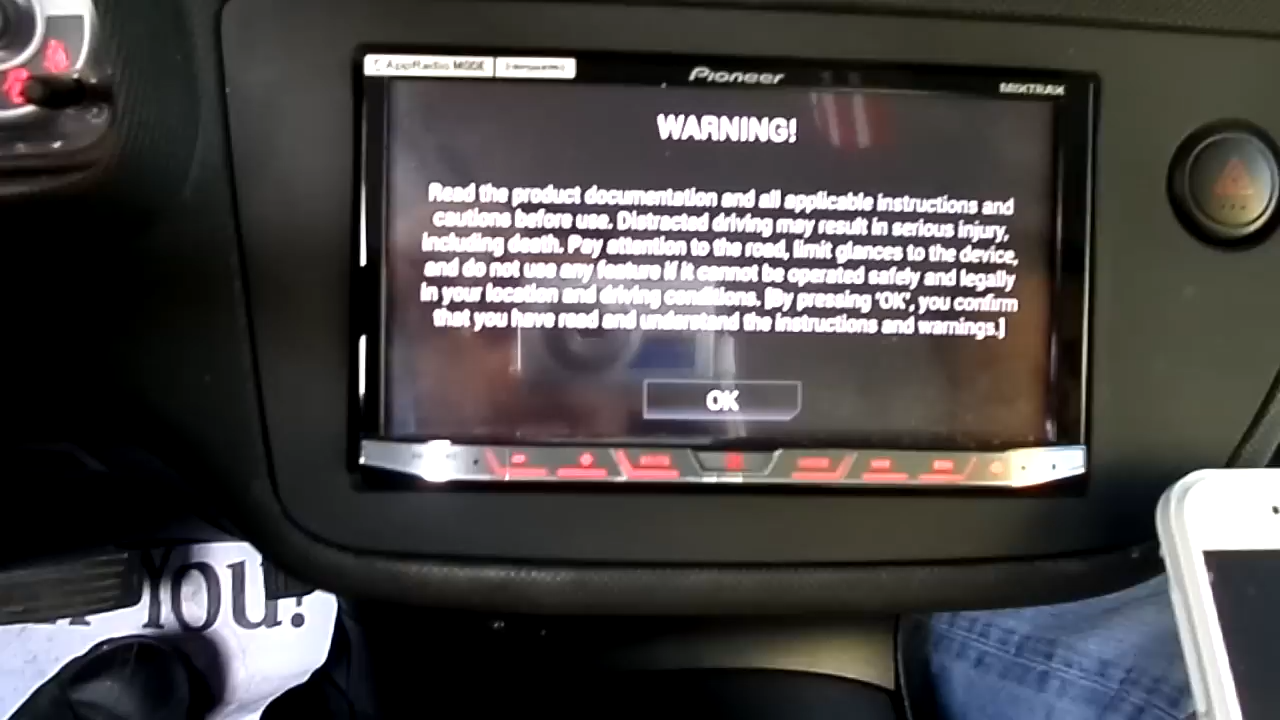 AppRadio MODE
Pioneer
MIXTRAX
WARNING!
Read the product documentation and all applicable instructions and
cautions before use. Distracted driving may result in serious injury,
including death. Pay attention to the road, limit glances to the device,
and do not use any feature if it cannot be operated safely and legally
in your location and driving conditions. [By pressing "OK", you confirm
that you have read and understand the instructions and warnings.]
OK
You!